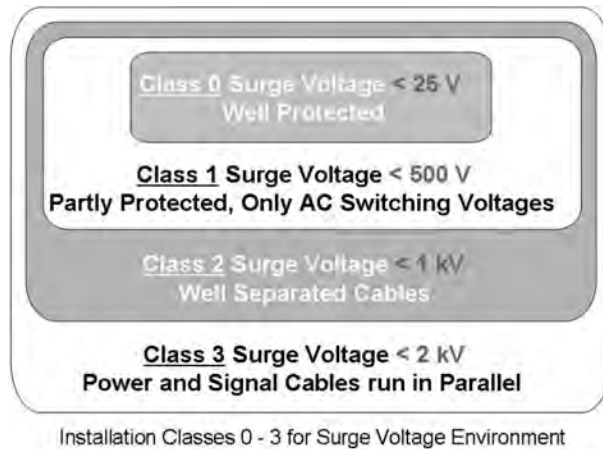 Class 0 Surge Voltage < 25 V
Well Protected
Class 1 Surge Voltage < 500 V
Partly Protected, Only AC Switching Voltages
Class 2 Surge Voltage < 1 kV
Well Separated Cables
Class 3 Surge Voltage < 2 kV
Power and Signal Cables run in Parallel
Installation Classes 0 - 3 for Surge Voltage Environment